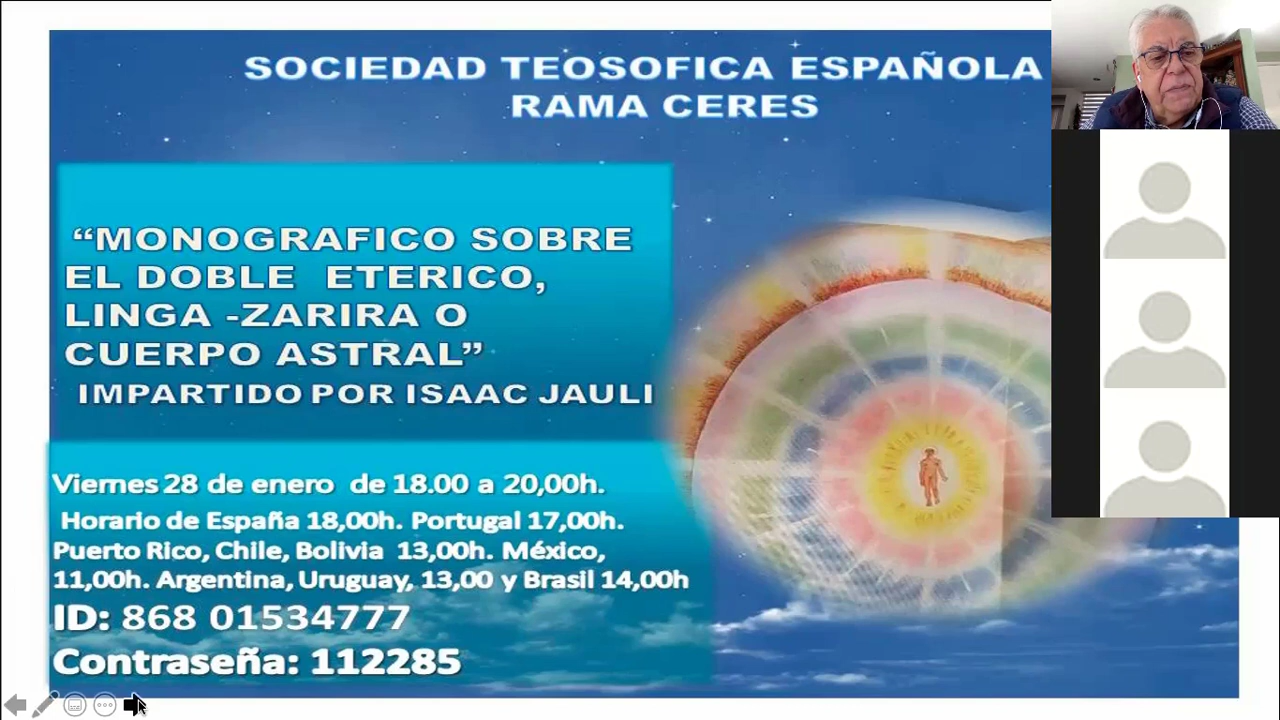 SOCIEDAD TEOSOFICA ESPAÑOLA
RAMA CERES
“MONOGRAFICO SOBRE
EL DOBLE ETERICO,
LINGA -ZARIRA O
CUERPO ASTRAL”
IMPARTIDO POR ISAAC JAULI
Viernes 28 de enero de 18.00 a 20,00h.
Horario de España 18,00h. Portugal 17,00h.
Puerto Rico, Chile, Bolivia 13,00h. México,
11,00h. Argentina, Uruguay, 13,00 y Brasil 14,00h
ID: 868 01534777
Contraseña: 112285